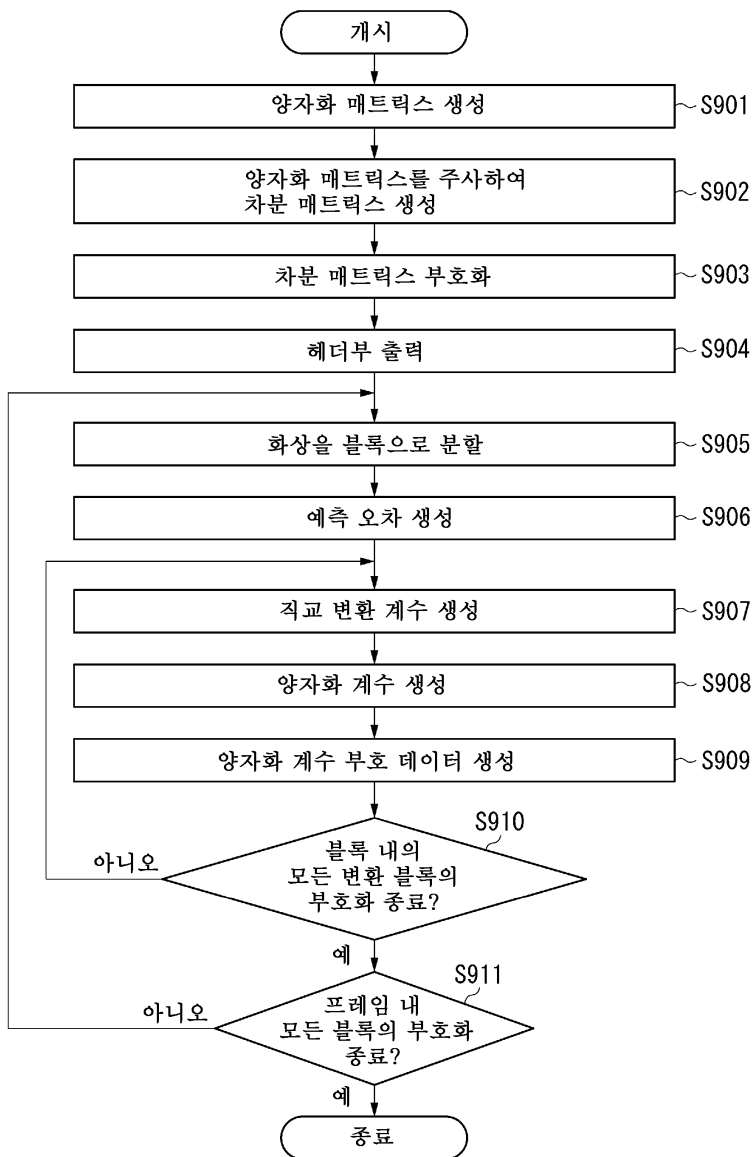 개시
양자화 매트릭스 생성
S901
양자화 매트릭스를 주사하여
차분 매트릭스 생성
S902
차분 매트릭스 부호화
S903
헤더부 출력
S904
화상을 블록으로 분할
S905
예측 오차 생성
S906
직교 변환 계수 생성
S907
양자화 계수 생성
S908
양자화 계수 부호 데이터 생성
S909
S910
아니오
블록 내의
모든 변환 블록의
부호화 종료?
예
S911
아니오
프레임 내
모든 블록의 부호화
종료?
예
종료